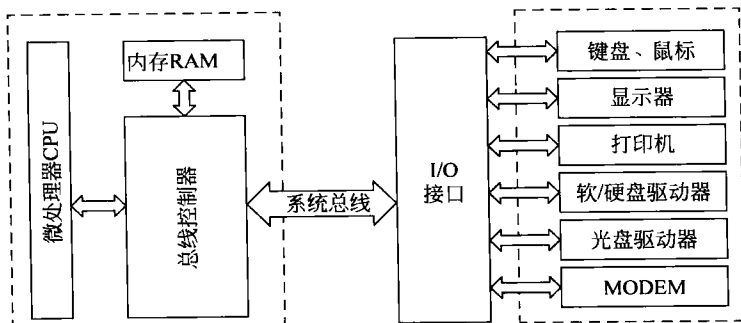 微处理器CPU
内存RAM
总线控制器
系统总线
I/O
接口
键盘、鼠标
显示器
打印机
软/硬盘驱动器
光盘驱动器
MODEM